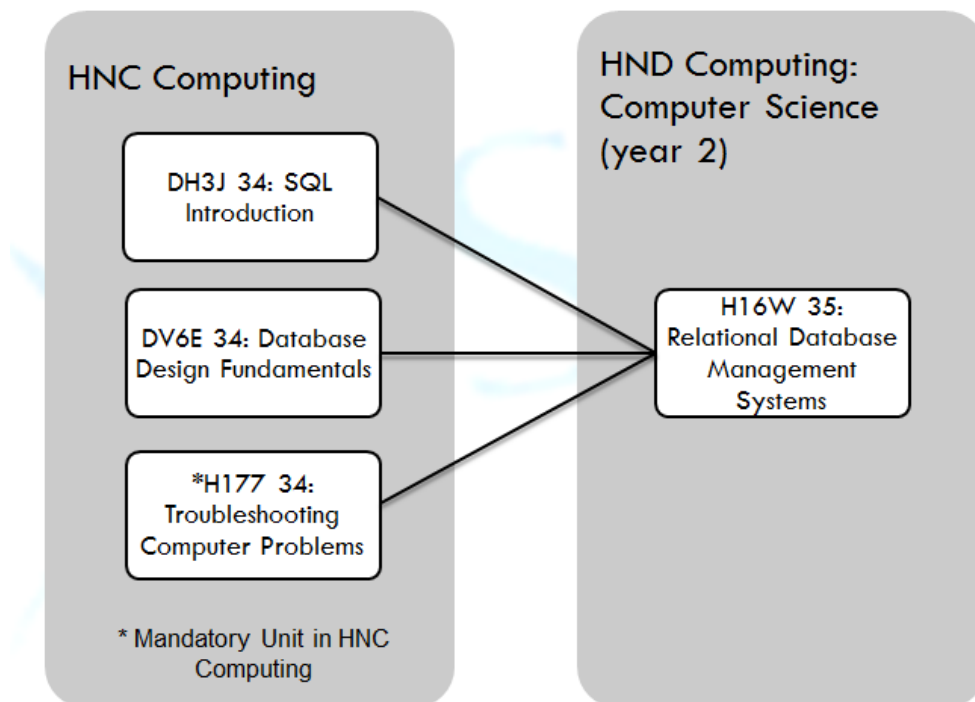 HNC Computing
DH3J 34: SQL
Introduction
DV6E 34: Database
Design Fundamentals
*H177 34:
Troubleshooting
Computer Problems
* Mandatory Unit in HNC
Computing
HND Computing:
Computer Science
(year 2)
H16W 35:
Relational Database
Management
Systems